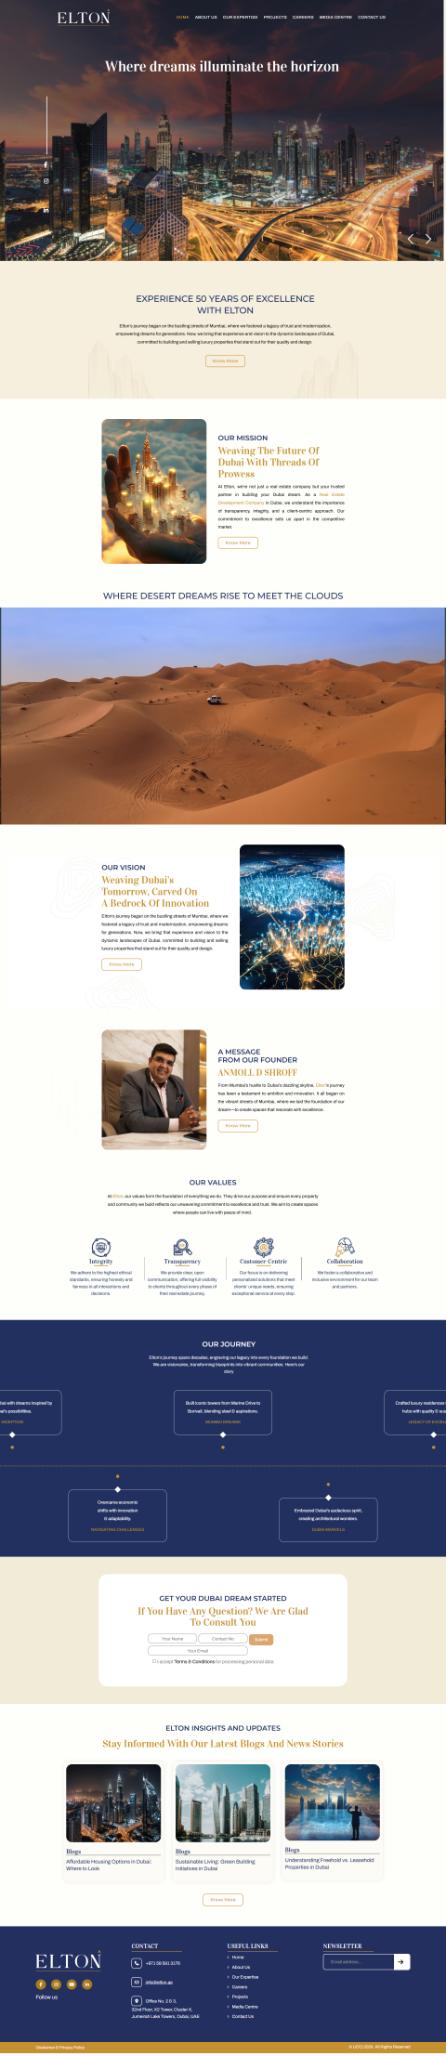 ELTON
HOME ABOUT US OUR EXPERTISE PROJECTS CAREERS MEDIA CENTRE CONTACT US
Where dreams illuminate the horizon
EXPERIENCE 50 YEARS OF EXCELLENCE
WITH ELTON
Elton's journey began on the bustling streets of Mumbai, where we fostered a legacy of trust and modernization,
empowering dreams for generations. Now, we bring that experience and vision to the dynamic landscapes of Dubai,
committed to building and selling luxury properties that stand out for their quality and design.
Know More
OUR MISSION
Weaving The Future Of
Dubai With Threads Of
Prowess
At Elton, we're not just a real estate company but your trusted
partner in building your Dubai dream. As a Real Estate
Development Company in Dubai, we understand the importance
of transparency, integrity, and a client-centric approach. Our
commitment to excellence sets us apart in the competitive
market.
Know More
WHERE DESERT DREAMS RISE TO MEET THE CLOUDS
OUR VISION
Weaving Dubai's
Tomorrow, Carved On
A Bedrock Of Innovation
Elton's journey began on the bustling streets of Mumbai, where we
fostered a legacy of trust and modernization, empowering dreams
for generations. Now, we bring that experience and vision to the
dynamic landscapes of Dubai, committed to building and selling
luxury properties that stand out for their quality and design.
Know More
A MESSAGE
FROM OUR FOUNDER
ANMOLL D SHROFF
From Mumbai's hustle to Dubai's dazzling skyline, Elton's journey
has been a testament to ambition and innovation. It all began on
the vibrant streets of Mumbai, where we laid the foundation of our
dream—to create spaces that resonate with excellence.
Know More
OUR VALUES
At Elton, our values form the foundation of everything we do. They drive our purpose and ensure every property
and community we build reflects our unwavering commitment to excellence and trust. We aim to create spaces
where people can live with peace of mind.
Integrity
We adhere to the highest ethical
standards, ensuring honesty and
fairness in all interactions and
decisions.
Transparency
We provide clear, open
communication, offering full visibility
to clients throughout every phase of
their real estate journey.
Customer-Centric
Our focus is on delivering
personalized solutions that meet
clients' unique needs, ensuring
exceptional service at every step.
Collaboration
We foster a collaborative and
inclusive environment for our team
and partners.
OUR JOURNEY
Elton's journey spans decades, engraving our legacy into every foundation we build.
We are visionaries, transforming blueprints into vibrant communities. Here's our
story
with dreams inspired by
possibilities.
INCEPTION
Built iconic towers from Marine Drive to
Borivali, blending steel & aspirations.
Crafted luxury residences
hubs with quality &
LEGACY OF
Overcame economic
shifts with innovation
& adaptability.
NAVIGATING CHALLENGES
Embraced Dubai's audacious spirit,
creating architectural wonders.
DUBAI MARVELS
GET YOUR DUBAI DREAM STARTED
If You Have Any Question? We Are Glad
To Consult You
Your Name
Contact No
Submit
Your Email
I accept Terms & Conditions for processing personal data.
ELTON INSIGHTS AND UPDATES
Stay Informed With Our Latest Blogs And News Stories
Blogs
Affordable Housing Options in Dubai:
Where to Look
Blogs
Sustainable Living: Green Building
Initiatives in Dubai
Blogs
Understanding Freehold vs. Leasehold
Properties in Dubai
Know More
ELTON
Follow us
CONTACT
info@elton.ae
Office No. 2 & 3,
32nd Floor, X2 Tower, Cluster X,
Jumeirah Lake Towers, Dubai, UAE
USEFUL LINKS
Home
About Us
Our Expertise
Careers
Projects
Media Centre
Contact Us
NEWSLETTER
Email address...
Disclaimer & Privacy Policy
All Rights Reserved